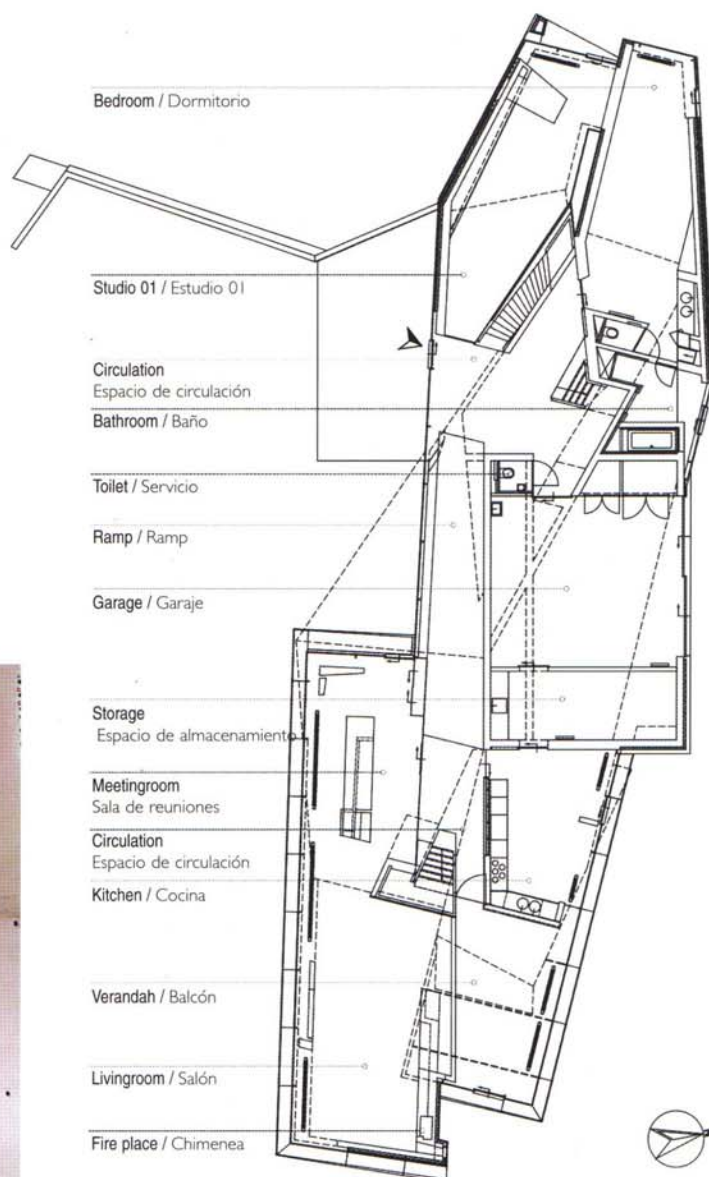 Bedroom / Dormitorio
Studio 01 / Estudio 01
Circulation
Espacio de circulación
Bathroom / Baño
Toilet / Servicio
Ramp / Ramp
Garage / Garaje
Storage
Espacio de almacenamiento
Meetingroom
Sala de reuniones
Circulation
Espacio de circulación
Kitchen / Cocina
Verandah / Balcón
Livingroom / Salón
Fire place / Chimenea